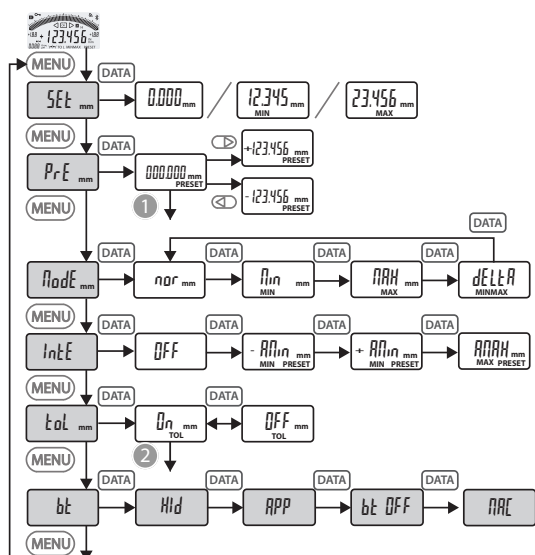 +123.456
MENU
DATA
SEt mm
0.000 mm
12.345 mm
MIN
23.456 mm
MAX
MENU
DATA
PrE mm
000.000 mm
PRESET
+123.456 mm
PRESET
-123.456 mm
PRESET
1
MENU
DATA
DATA
DATA
DATA
DATA
ModE mm
nor mm
Min mm
MIN
MAX mm
MAX
dELtA
MINMAX
MENU
DATA
DATA
DATA
DATA
IntE
OFF
- AMin mm
MIN PRESET
+ AMin mm
MIN PRESET
AMAX mm
MAX PRESET
MENU
DATA
DATA
toL mm
On mm
TOL
OFF mm
TOL
2
MENU
DATA
DATA
DATA
DATA
bt
HId
APP
bt OFF
MAC
MENU